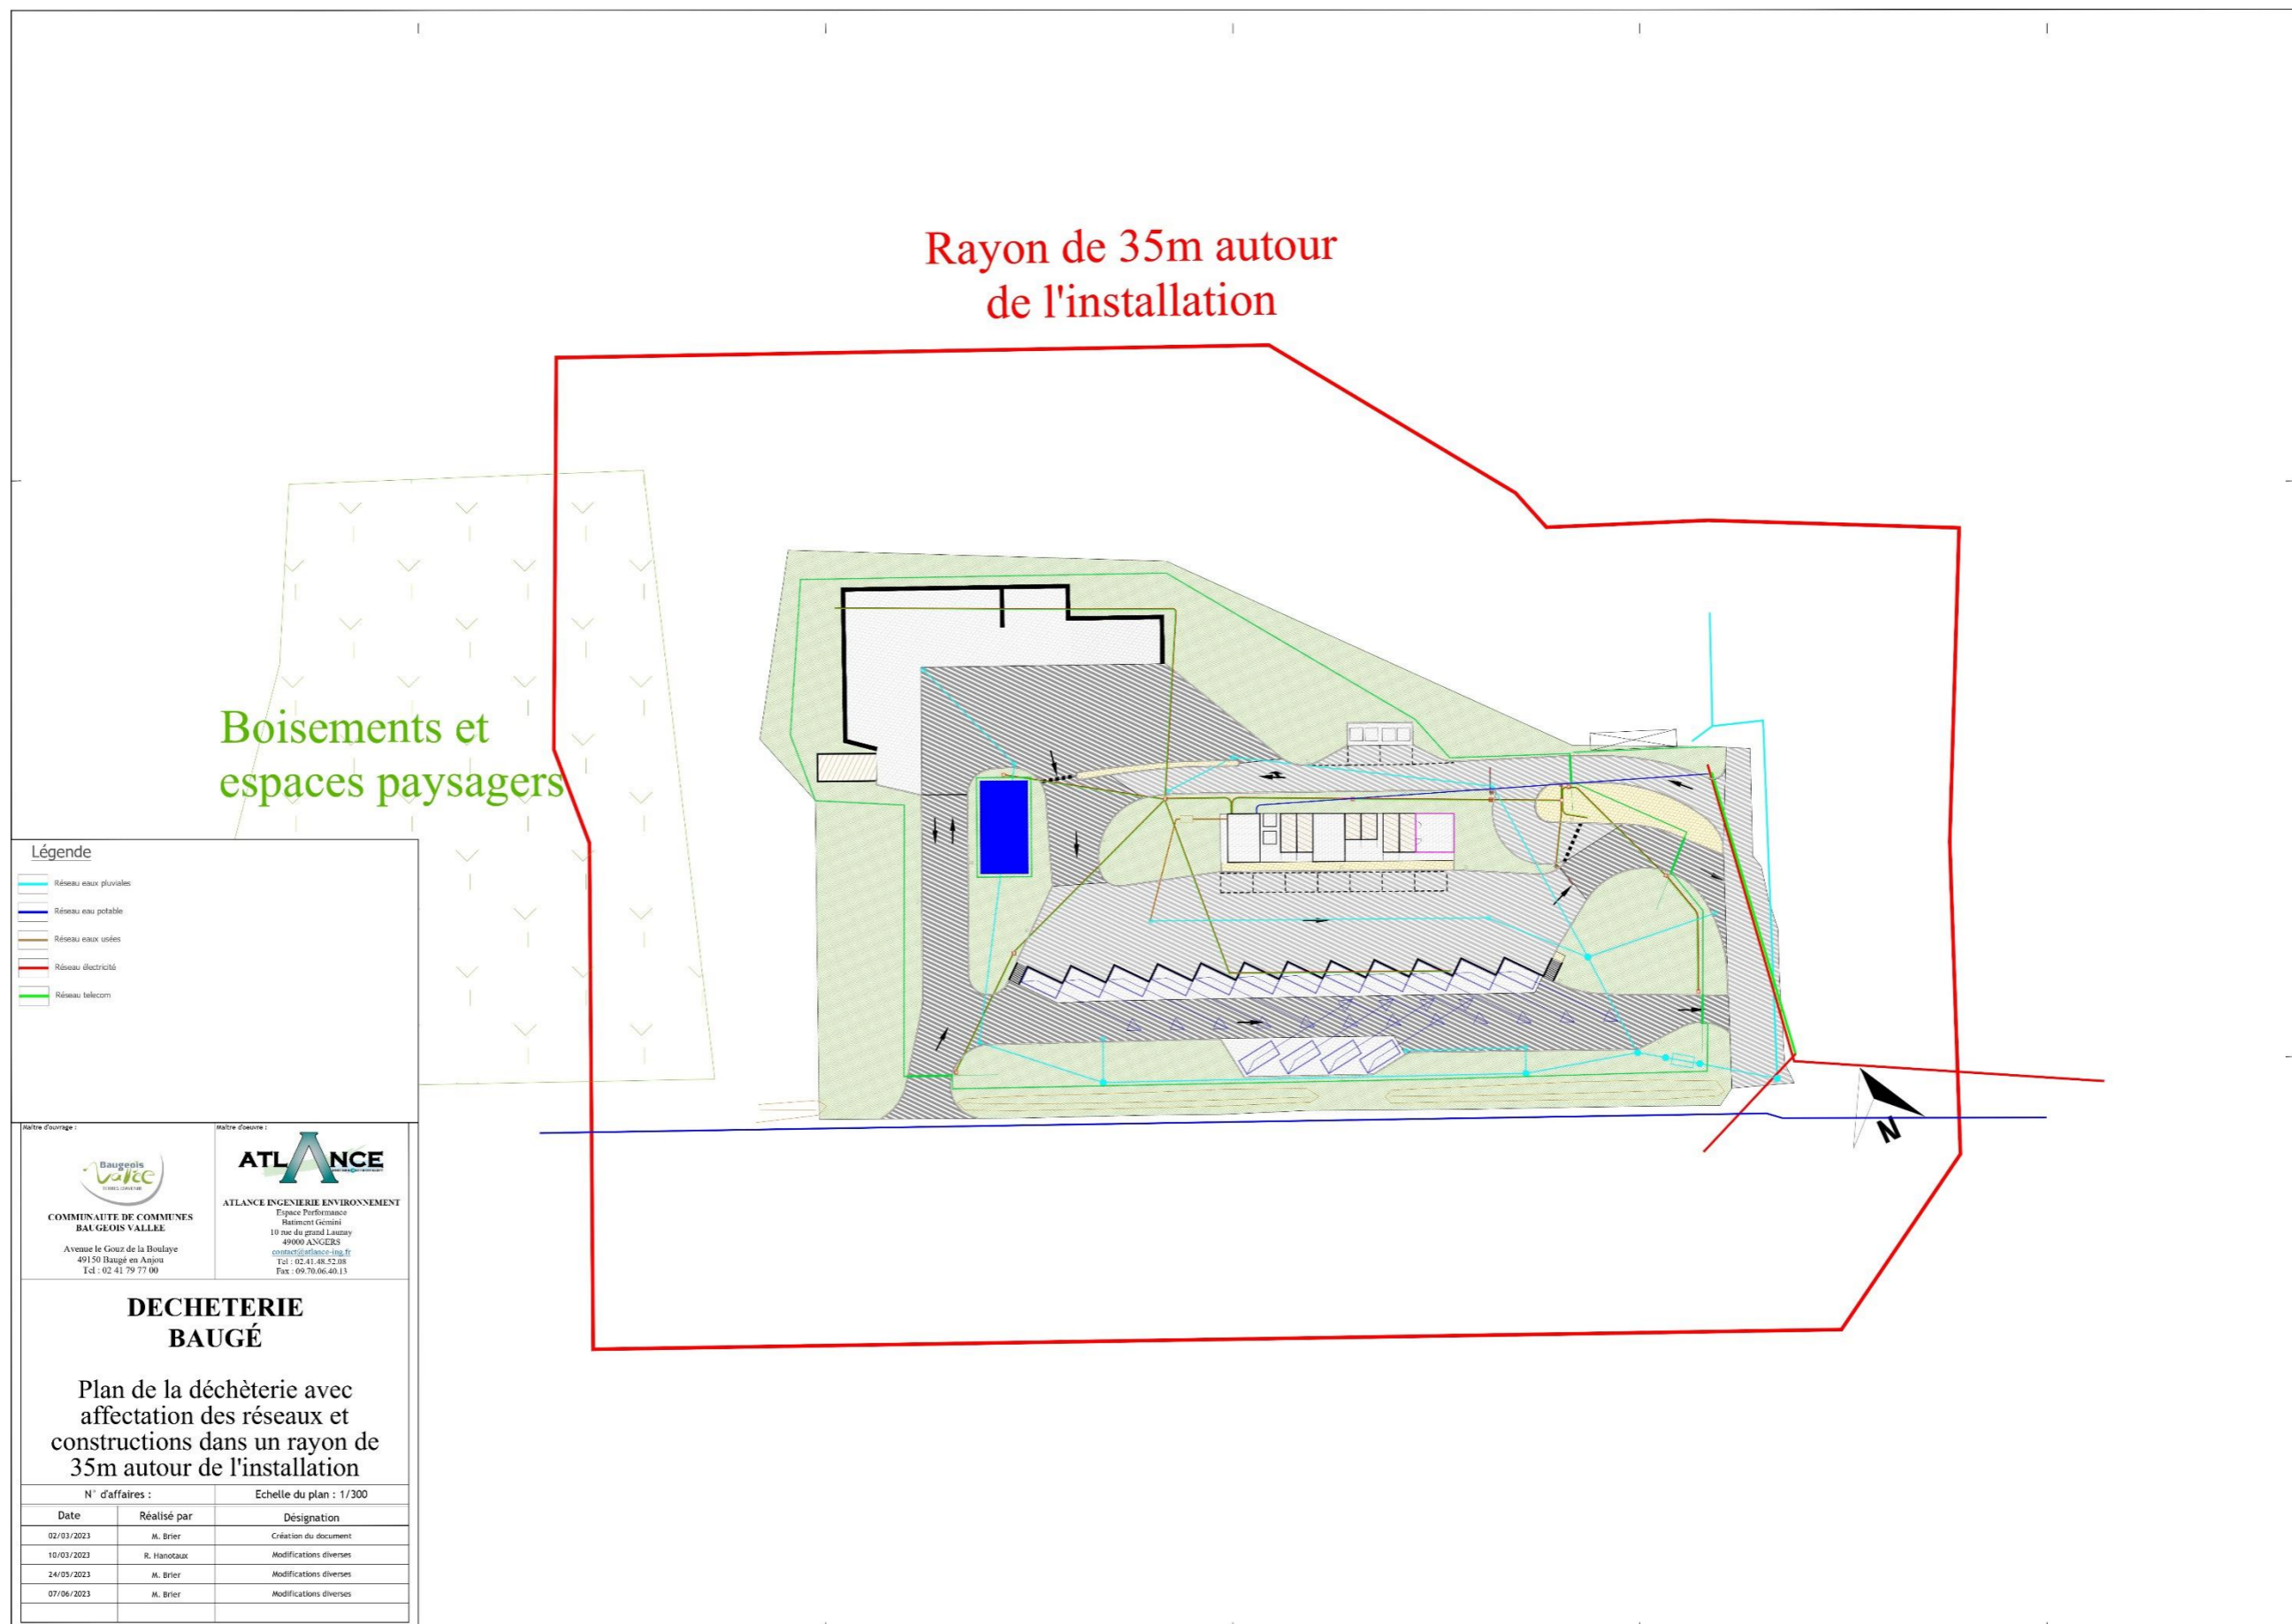 Rayon de 35m autour
de l'installation
Boisements et
espaces paysagers
Légende
Réseau eaux pluviales
Réseau eau potable
Réseau eaux usées
Réseau électricité
Réseau telecom
N
Maître d'ouvrage :
Baugeois
Vallée
COMMUNAUTE DE COMMUNES
BAUGEOIS VALLEE
Avenue le Gouz de la Boulaye
49150 Baugé en Anjou
Tel : 02 41 79 77 00
Maître d'oeuvre :
ATLANCE
ATLANCE INGENIERIE ENVIRONNEMENT
Espace Performance
Batiment Gémini
10 rue du grand Launay
49000 ANGERS
contact@atlance-ing.fr
Tel : 02.41.48.52.08
Fax : 09.70.06.40.13
DECHETERIE
BAUGÉ
Plan de la déchèterie avec
affectation des réseaux et
constructions dans un rayon de
35m autour de l'installation
N° d'affaires : Echelle du plan : 1/300
Date Réalisé par Désignation
02/03/2023 M. Brier Création du document
10/03/2023 R. Hanotaux Modifications diverses
24/05/2023 M. Brier Modifications diverses
07/06/2023 M. Brier Modifications diverses